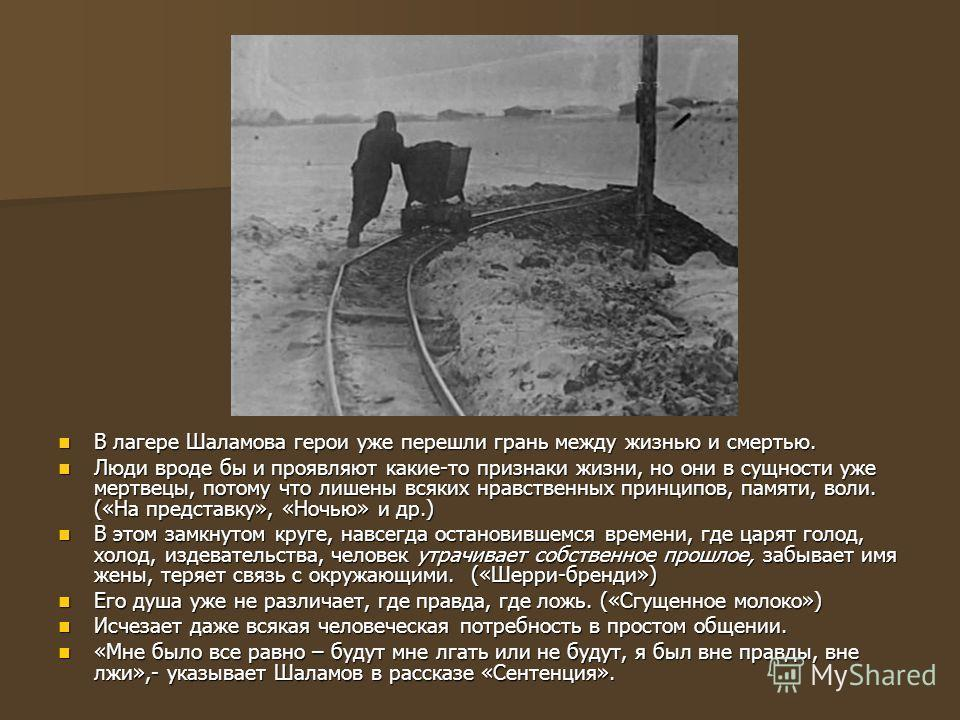 В лагере Шаламова герои уже перешли грань между жизнью и смертью.
Люди вроде бы и проявляют какие-то признаки жизни, но они в сущности уже
мертвецы, потому что лишены всяких нравственных принципов, памяти, воли.
(«На представку», «Ночью» и др.)
В этом замкнутом круге, навсегда остановившемся времени, где царят голод,
холод, издевательства, человек утрачивает собственное прошлое, забывает имя
жены, теряет связь с окружающими. («Шерри-бренди»)
Его душа уже не различает, где правда, где ложь. («Сгущенное молоко»)
Исчезает даже всякая человеческая потребность в простом общении.
«Мне было все равно – будут мне лгать или не будут, я был вне правды, вне
лжи»,- указывает Шаламов в рассказе «Сентенция».
MyShared